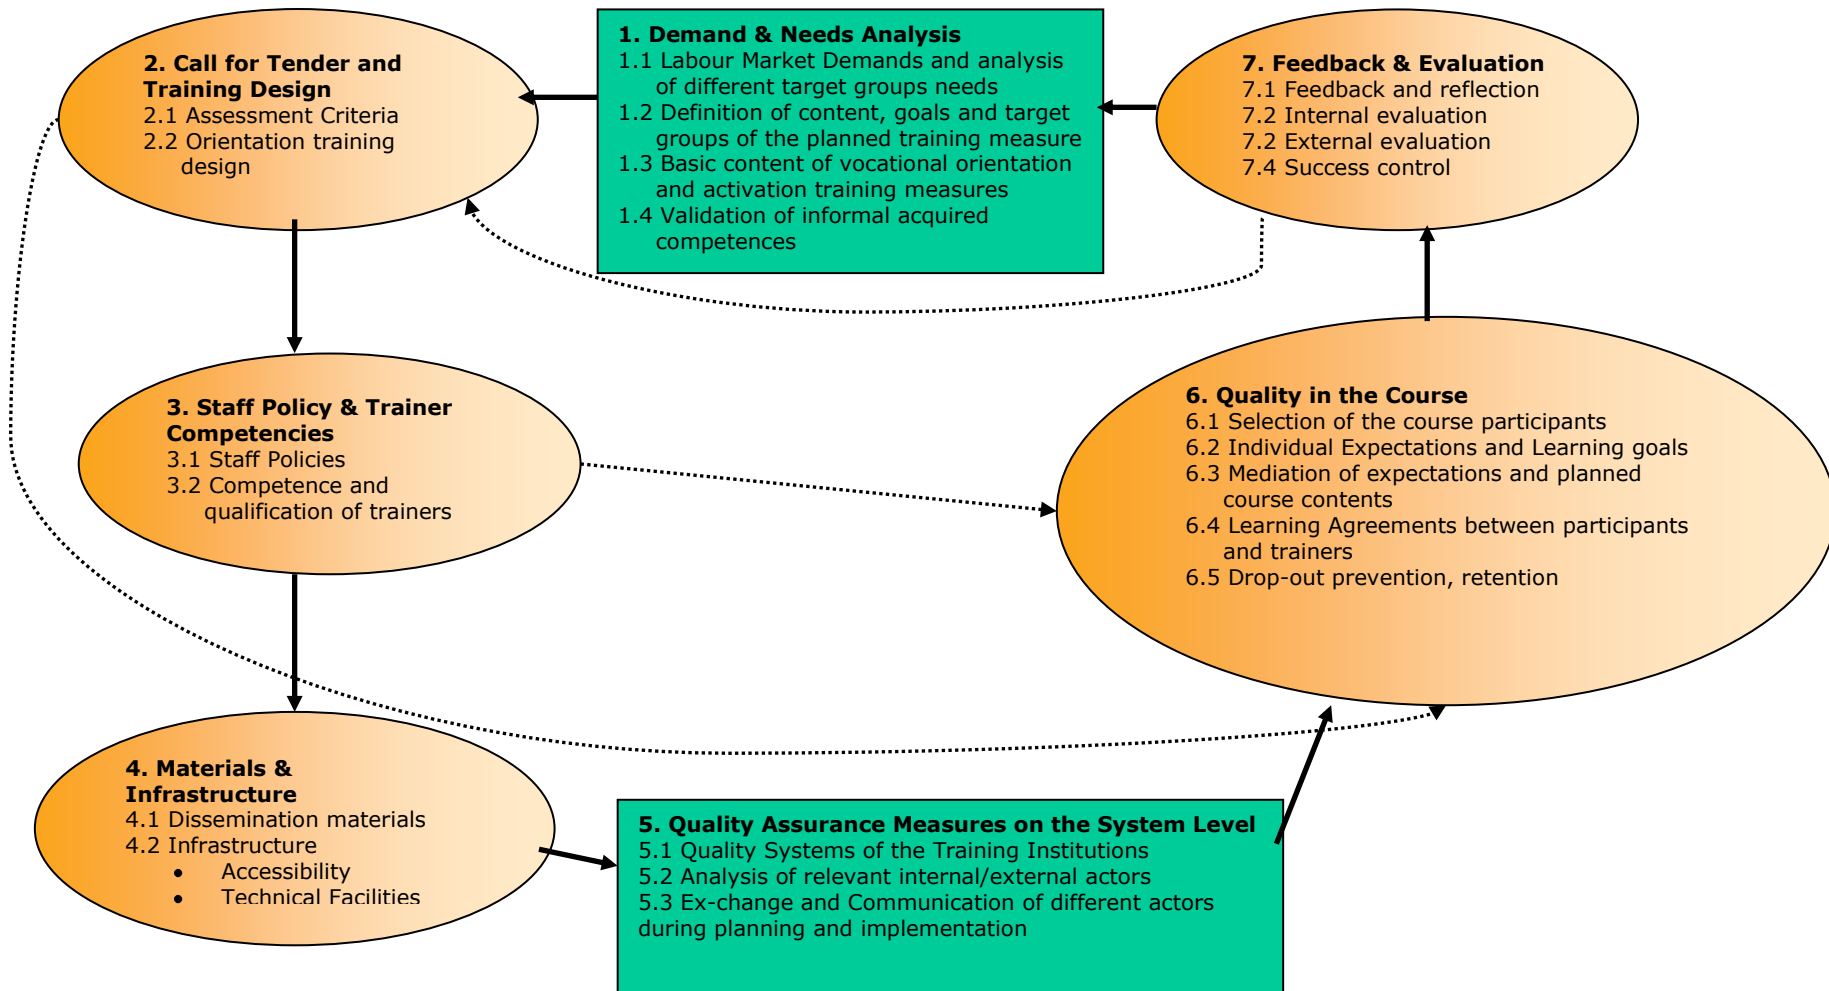 1. Demand & Needs Analysis
1.1 Labour Market Demands and analysis
of different target groups needs
1.2 Definition of content, goals and target
groups of the planned training measure
1.3 Basic content of vocational orientation
and activation training measures
1.4 Validation of informal acquired
competences
2. Call for Tender and
Training Design
2.1 Assessment Criteria
2.2 Orientation training
design
3. Staff Policy & Trainer
Competencies
3.1 Staff Policies
3.2 Competence and
qualification of trainers
4. Materials &
Infrastructure
4.1 Dissemination materials
4.2 Infrastructure
• Accessibility
• Technical Facilities
5. Quality Assurance Measures on the System Level
5.1 Quality Systems of the Training Institutions
5.2 Analysis of relevant internal/external actors
5.3 Ex-change and Communication of different actors
during planning and implementation
6. Quality in the Course
6.1 Selection of the course participants
6.2 Individual Expectations and Learning goals
6.3 Mediation of expectations and planned
course contents
6.4 Learning Agreements between participants
and trainers
6.5 Drop-out prevention, retention
7. Feedback & Evaluation
7.1 Feedback and reflection
7.2 Internal evaluation
7.2 External evaluation
7.4 Success control